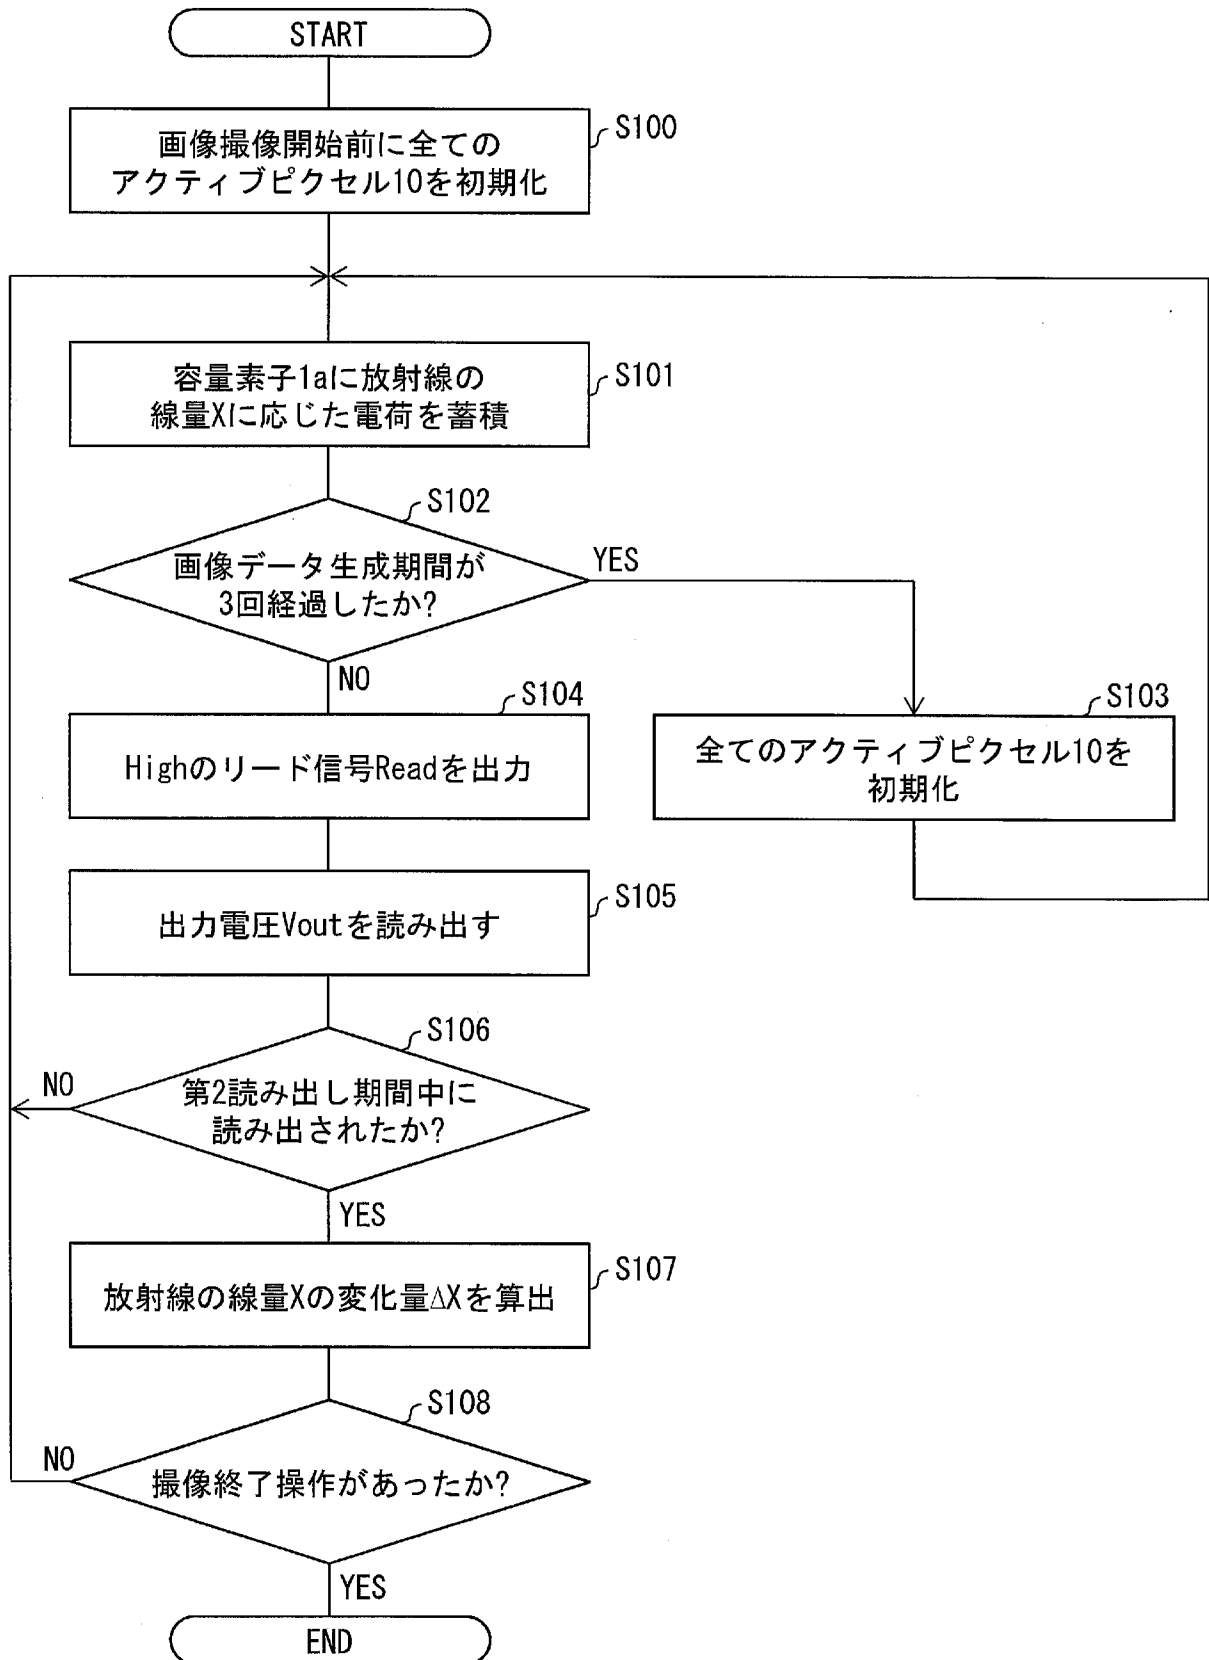 START
画像撮像開始前に全ての
アクティブピクセル10を初期化
S100
容量素子1aに放射線の
線量Xに応じた電荷を蓄積
S101
S102
画像データ生成期間が
3回経過したか?
YES
NO
S104
Highのリード信号Readを出力
S103
全てのアクティブピクセル10を
初期化
出力電圧Voutを読み出す
S105
S106
NO
第2読み出し期間中に
読み出されたか?
YES
放射線の線量Xの変化量ΔXを算出
S107
S108
NO
撮像終了操作があったか?
YES
END